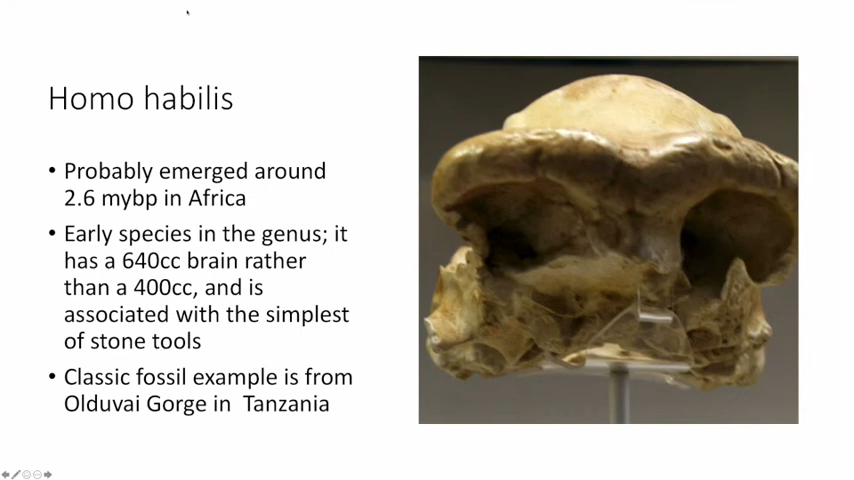 Homo habilis
• Probably emerged around
2.6 mybp in Africa
• Early species in the genus; it
has a 640cc brain rather
than a 400cc, and is
associated with the simplest
of stone tools
• Classic fossil example is from
Olduvai Gorge in  Tanzania